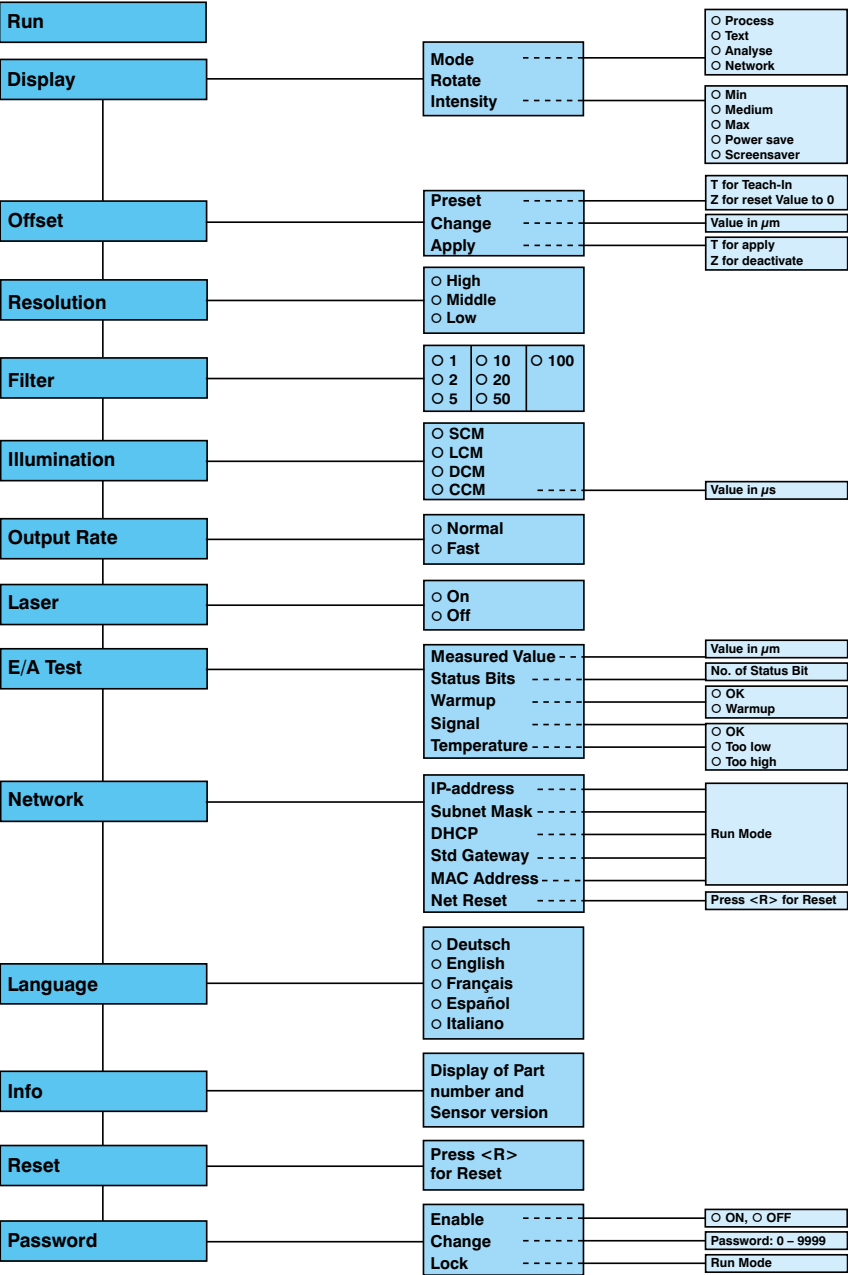 Run
Display
Mode
Rotate
Intensity
○ Process
○ Text
○ Analyse
○ Network
○ Min
○ Medium
○ Max
○ Power save
○ Screensaver
Offset
Preset
Change
Apply
T for Teach-In
Z for reset Value to 0
Value in µm
T for apply
Z for deactivate
Resolution
○ High
○ Middle
○ Low
Filter
○ 1 ○ 10 ○ 100
○ 2 ○ 20
○ 5 ○ 50
Illumination
○ SCM
○ LCM
○ DCM
○ CCM
Value in µs
Output Rate
○ Normal
○ Fast
Laser
○ On
○ Off
E/A Test
Measured Value
Status Bits
Warmup
Signal
Temperature
Value in µm
No. of Status Bit
○ OK
○ Warmup
○ OK
○ Too low
○ Too high
Network
IP-address
Subnet Mask
DHCP
Std Gateway
MAC Address
Net Reset
Run Mode
Press <R> for Reset
Language
○ Deutsch
○ English
○ Français
○ Español
○ Italiano
Info
Display of Part
number and
Sensor version
Reset
Press <R>
for Reset
Password
Enable
Change
Lock
○ ON, ○ OFF
Password: 0 – 9999
Run Mode